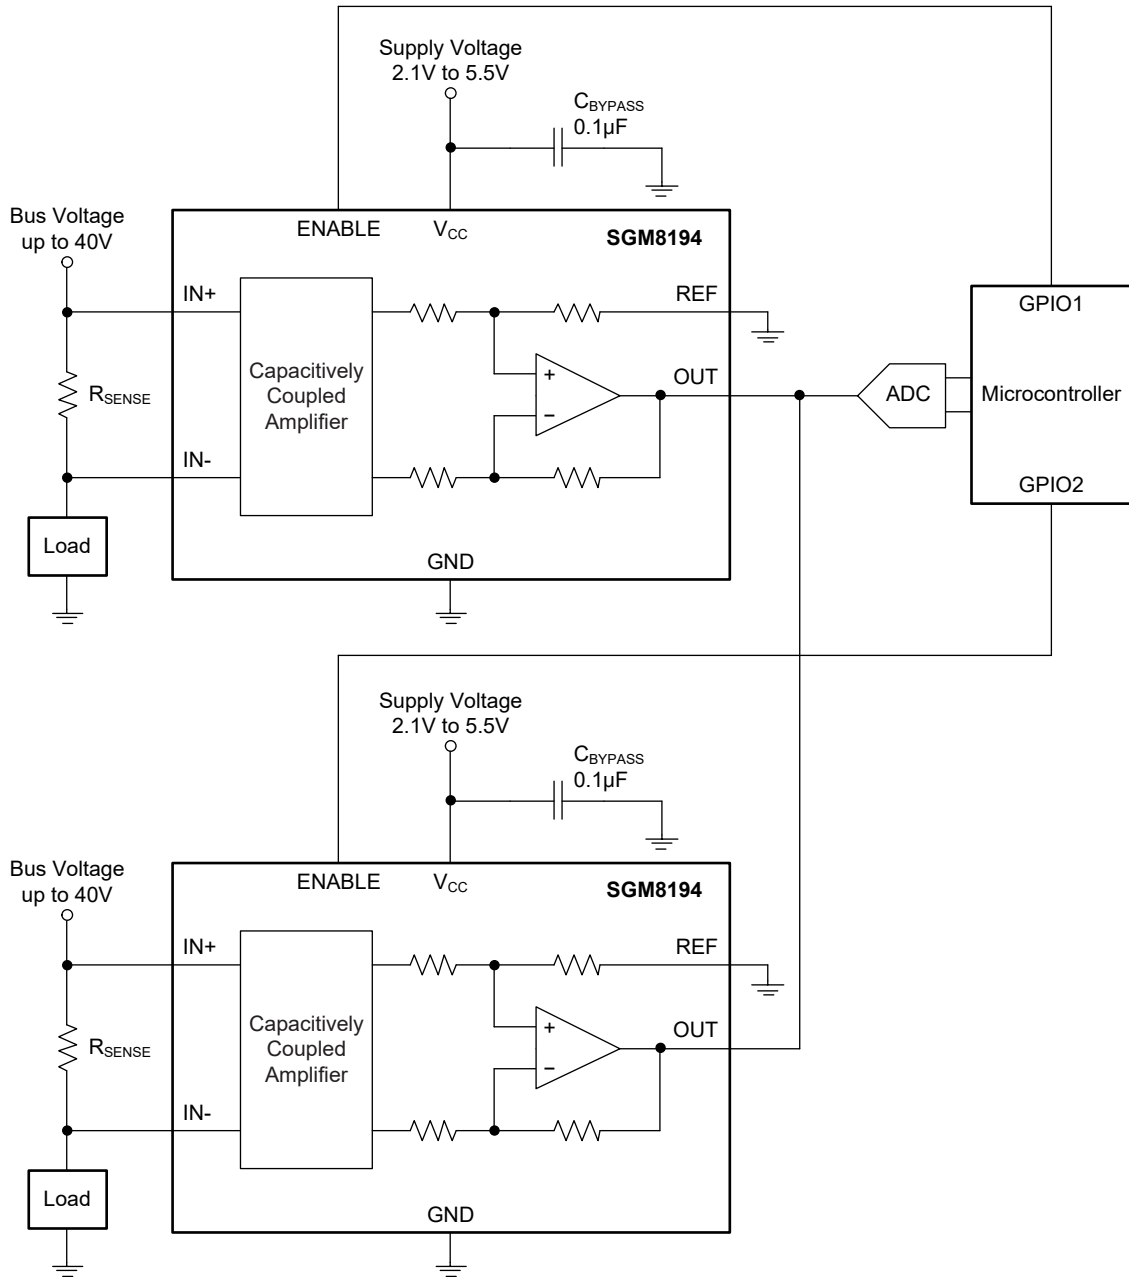 Supply Voltage
2.1V to 5.5V
CBYPASS
0.1µF
Bus Voltage
up to 40V
ENABLE
VCC
SGM8194
IN+
REF
GPIO1
Capacitively
Coupled
Amplifier
RSENSE
+
OUT
ADC
Microcontroller
−
IN-
GPIO2
Load
GND
Supply Voltage
2.1V to 5.5V
CBYPASS
0.1µF
Bus Voltage
up to 40V
ENABLE
VCC
SGM8194
IN+
REF
Capacitively
Coupled
Amplifier
RSENSE
+
OUT
−
IN-
Load
GND